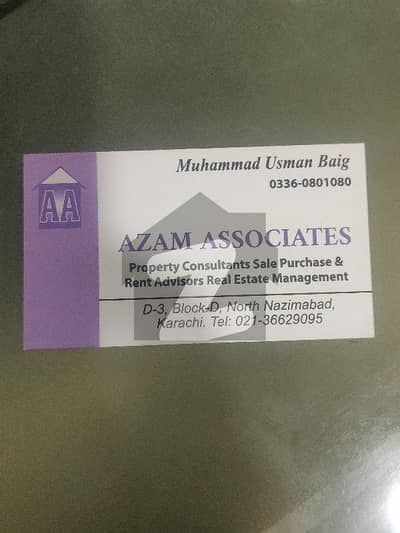 AA
Muhammad Usman Baig
0336-0801080
AZAM ASSOCIATES
Property Consultants Sale Purchase &
Rent Advisors Real Estate Management
D-3, Block-D, North Nazimabad,
Karachi. Tel: 021-36629095